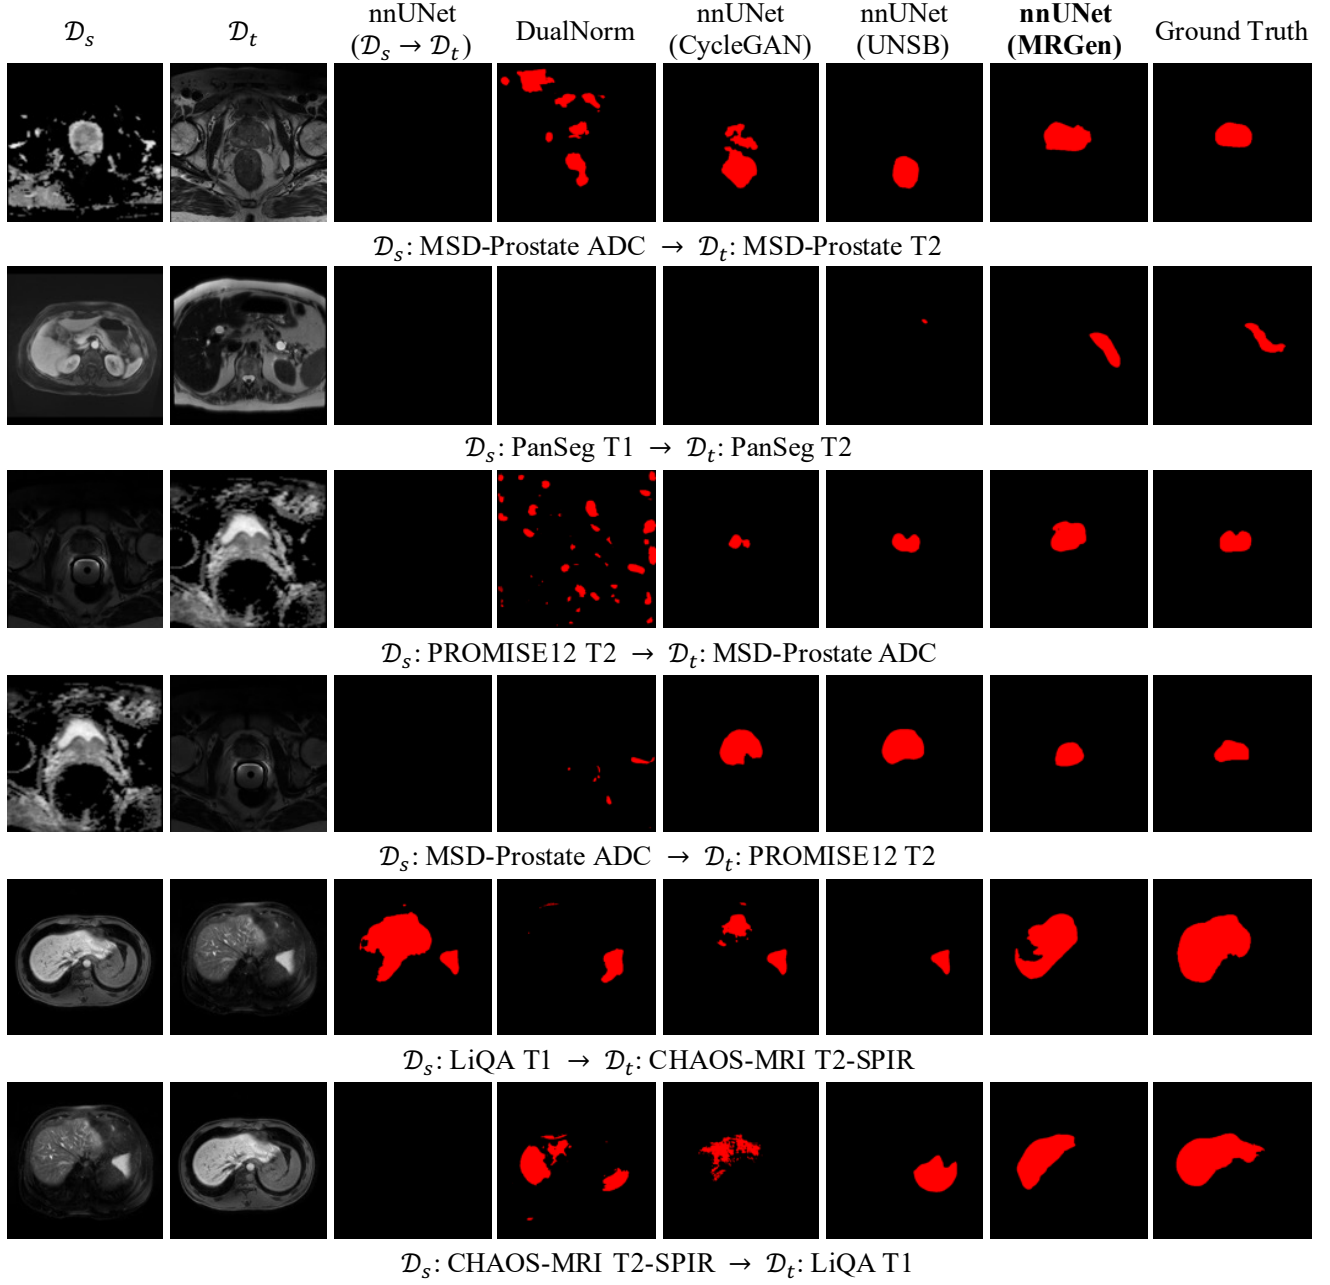 𝒟ₛ
𝒟ₜ
nnUNet
(𝒟ₛ → 𝒟ₜ)
DualNorm
nnUNet
(CycleGAN)
nnUNet
(UNSB)
nnUNet
(MRGen)
Ground Truth
𝒟ₛ: MSD-Prostate ADC → 𝒟ₜ: MSD-Prostate T2
𝒟ₛ: PanSeg T1 → 𝒟ₜ: PanSeg T2
𝒟ₛ: PROMISE12 T2 → 𝒟ₜ: MSD-Prostate ADC
𝒟ₛ: MSD-Prostate ADC → 𝒟ₜ: PROMISE12 T2
𝒟ₛ: LiQA T1 → 𝒟ₜ: CHAOS-MRI T2-SPIR
𝒟ₛ: CHAOS-MRI T2-SPIR → 𝒟ₜ: LiQA T1